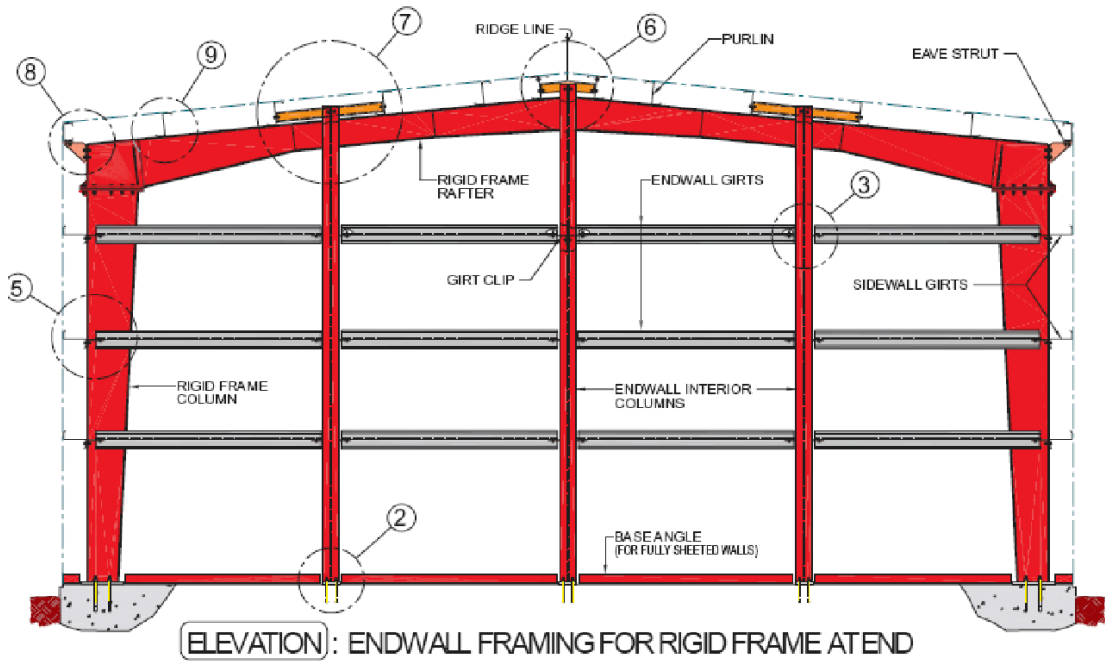 7
RIDGE LINE
6
PURLIN
EAVE STRUT
9
8
RIGID FRAME
RAFTER
ENDWALL GIRTS
3
GIRT CLIP
SIDEWALL GIRTS
5
RIGID FRAME
COLUMN
ENDWALL INTERIOR
COLUMNS
2
BASE ANGLE
(FOR FULLY SHEETED WALLS)
ELEVATION : ENDWALL FRAMING FOR RIGID FRAME AT END